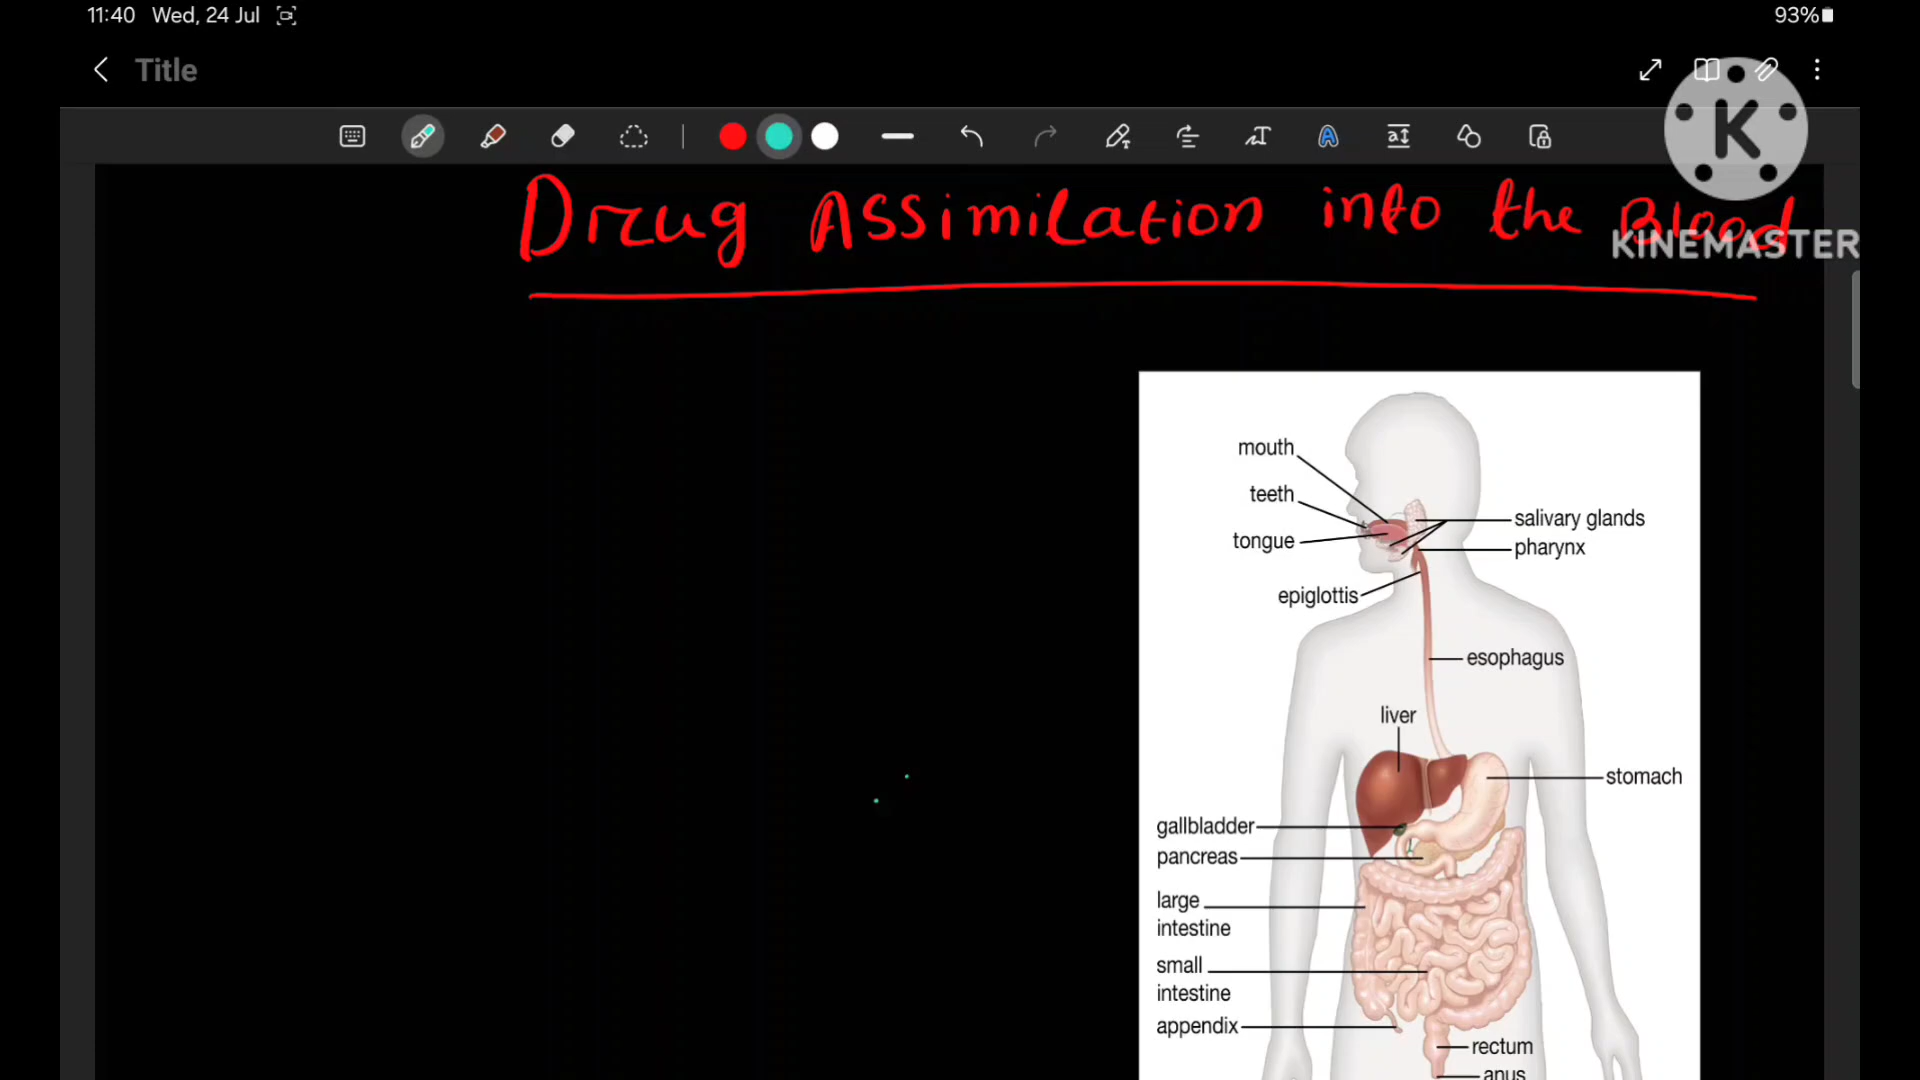 11:40 Wed, 24 Jul
93%
Title
K
KINEMASTER
Drug Assimilation into the Blood
mouth
teeth
tongue
salivary glands
pharynx
epiglottis
esophagus
liver
stomach
gallbladder
pancreas
large
intestine
small
intestine
appendix
rectum
anus